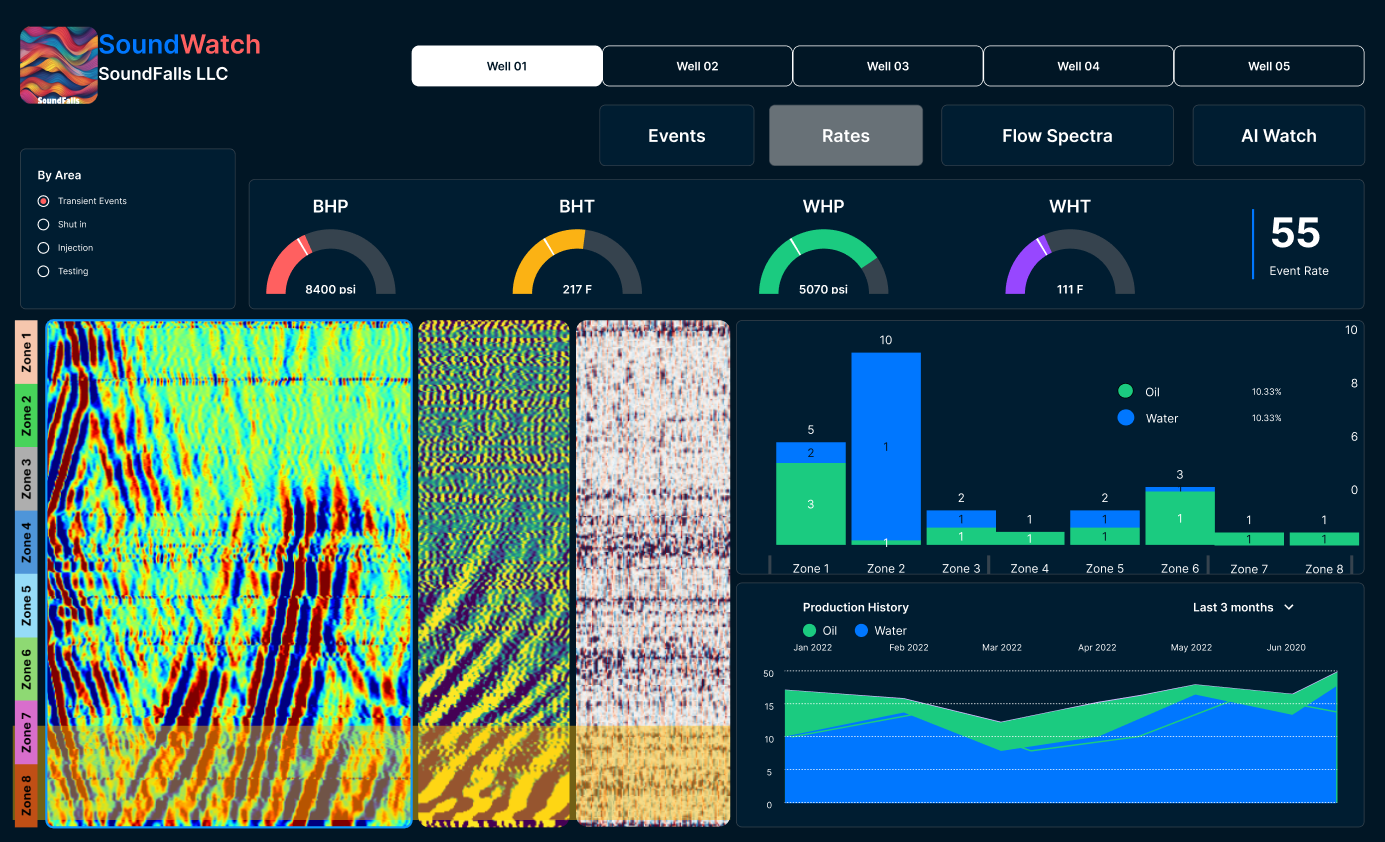 SoundWatch
SoundFalls LLC
SoundFalls
Well 01
Well 02
Well 03
Well 04
Well 05
Events
Rates
Flow Spectra
AI Watch
By Area
Transient Events
Shut in
Injection
Testing
BHP
8400 psi
BHT
217 F
WHP
5070 psi
WHT
111 F
55
Event Rate
Zone 1
Zone 2
Zone 3
Zone 4
Zone 5
Zone 6
Zone 7
Zone 8
10
8
6
0
Oil 10.33%
Water 10.33%
5
2
3
10
1
1
2
1
1
1
1
2
1
1
3
1
1
1
1
1
Zone 1
Zone 2
Zone 3
Zone 4
Zone 5
Zone 6
Zone 7
Zone 8
Production History
Last 3 months
Oil
Water
Jan 2022
Feb 2022
Mar 2022
Apr 2022
May 2022
Jun 2020
50
15
10
5
0